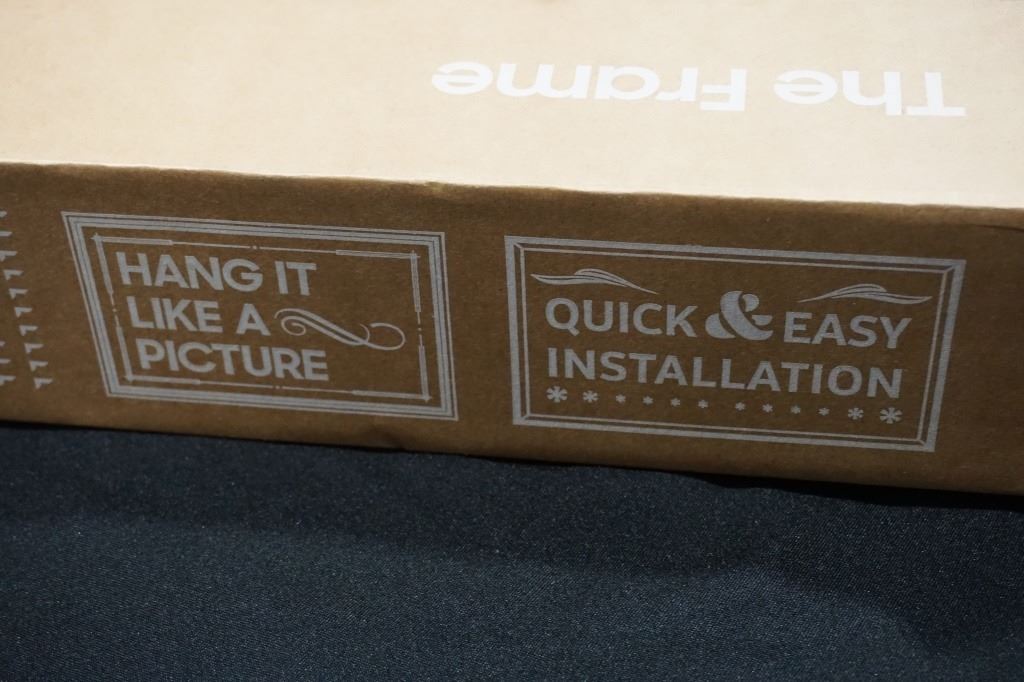 The Frame
HANG IT
LIKE A
PICTURE
QUICK & EASY
INSTALLATION